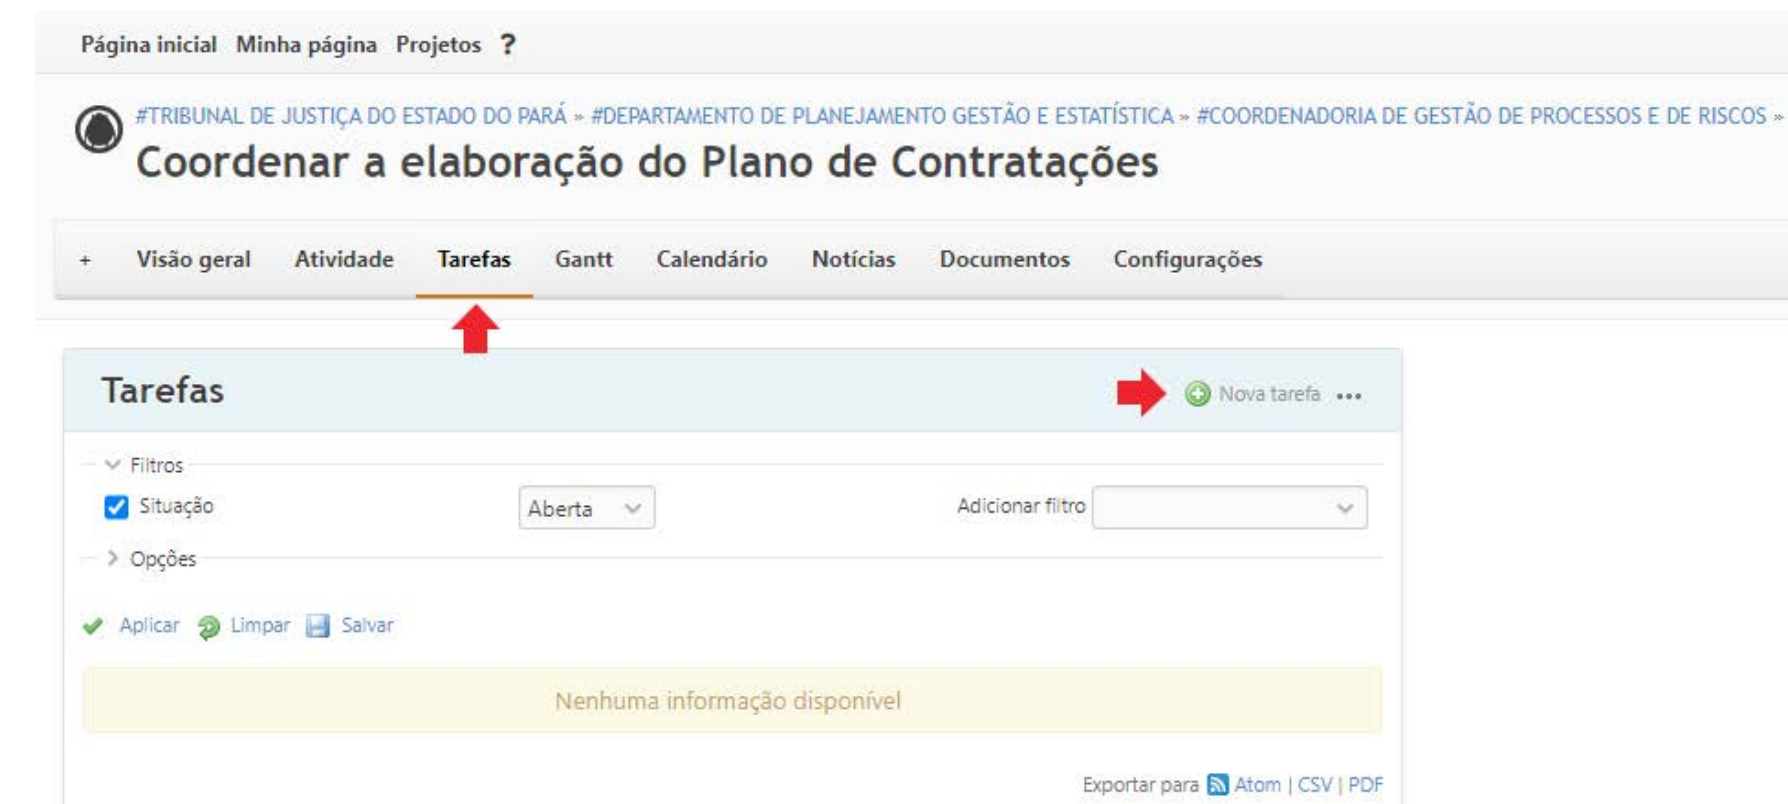 Página inicial Minha página Projetos ?
#TRIBUNAL DE JUSTIÇA DO ESTADO DO PARÁ » #DEPARTAMENTO DE PLANEJAMENTO GESTÃO E ESTATÍSTICA » #COORDENADORIA DE GESTÃO DE PROCESSOS E DE RISCOS »
Coordenar a elaboração do Plano de Contratações
+ Visão geral Atividade Tarefas Gantt Calendário Notícias Documentos Configurações
Tarefas Nova tarefa •••
Filtros
Situação Aberta Adicionar filtro
Opções
Aplicar Limpar Salvar
Nenhuma informação disponível
Exportar para Atom | CSV | PDF